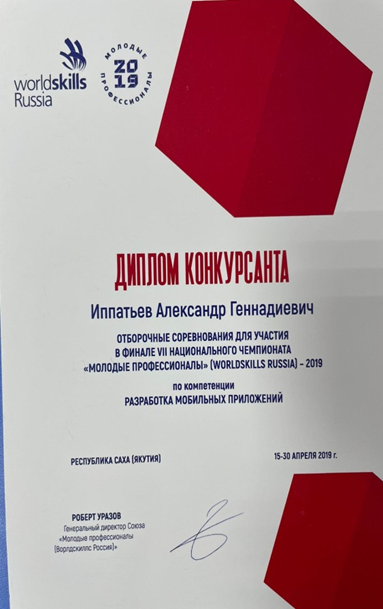 worldskills
Russia
МОЛОДЫЕ
2019
ПРОФЕССИОНАЛЫ
ДИПЛОМ КОНКУРСАНТА
Иппатьев Александр Геннадиевич
ОТБОРОЧНЫЕ СОРЕВНОВАНИЯ ДЛЯ УЧАСТИЯ
В ФИНАЛЕ VII НАЦИОНАЛЬНОГО ЧЕМПИОНАТА
«МОЛОДЫЕ ПРОФЕССИОНАЛЫ» (WORLDSKILLS RUSSIA) – 2019
по компетенции
РАЗРАБОТКА МОБИЛЬНЫХ ПРИЛОЖЕНИЙ
РЕСПУБЛИКА САХА (ЯКУТИЯ) 15-30 АПРЕЛЯ 2019 г.
РОБЕРТ УРАЗОВ
Генеральный директор Союза
«Молодые профессионалы
(Ворлдскиллс Россия)»